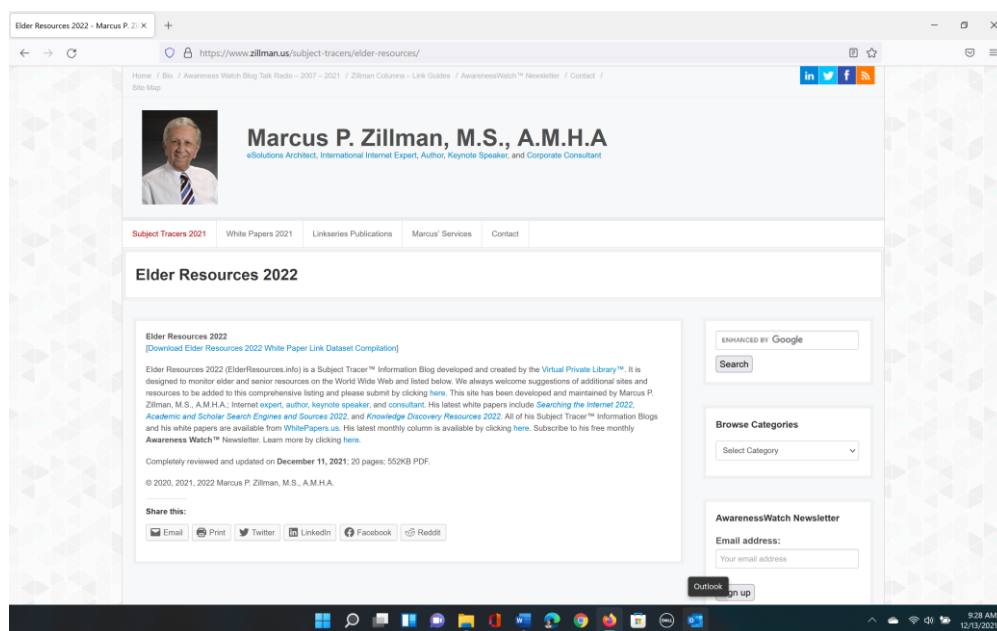 Elder Resources 2022 - Marcus P. Zil
https://www.zillman.us/subject-tracers/elder-resources/
Home / Bio / Awareness Watch Blog Talk Radio – 2007 – 2021 / Zillman Columns – Link Guides / AwarenessWatch™ Newsletter / Contact /
Site Map
Marcus P. Zillman, M.S., A.M.H.A
eSolutions Architect, International Internet Expert, Author, Keynote Speaker, and Corporate Consultant
Subject Tracers 2021 White Papers 2021 Linkseries Publications Marcus' Services Contact
Elder Resources 2022
Elder Resources 2022
[Download Elder Resources 2022 White Paper Link Dataset Compilation]
Elder Resources 2022 (ElderResources.info) is a Subject Tracer™ Information Blog developed and created by the Virtual Private Library™. It is
designed to monitor elder and senior resources on the World Wide Web and listed below. We always welcome suggestions of additional sites and
resources to be added to this comprehensive listing and please submit by clicking here. This site has been developed and maintained by Marcus P.
Zillman, M.S., A.M.H.A.; Internet expert, author, keynote speaker, and consultant. His latest white papers include Searching the Internet 2022,
Academic and Scholar Search Engines and Sources 2022, and Knowledge Discovery Resources 2022. All of his Subject Tracer™ Information Blogs
and his white papers are available from WhitePapers.us. His latest monthly column is available by clicking here. Subscribe to his free monthly
Awareness Watch™ Newsletter. Learn more by clicking here.
Completely reviewed and updated on December 11, 2021; 20 pages; 552KB PDF.
© 2020, 2021, 2022 Marcus P. Zillman, M.S., A.M.H.A.
Share this:
Email Print Twitter LinkedIn Facebook Reddit
ENHANCED BY Google
Search
Browse Categories
Select Category
AwarenessWatch Newsletter
Email address:
Your email address
Outlook
gn up
9:28 AM
12/13/2021